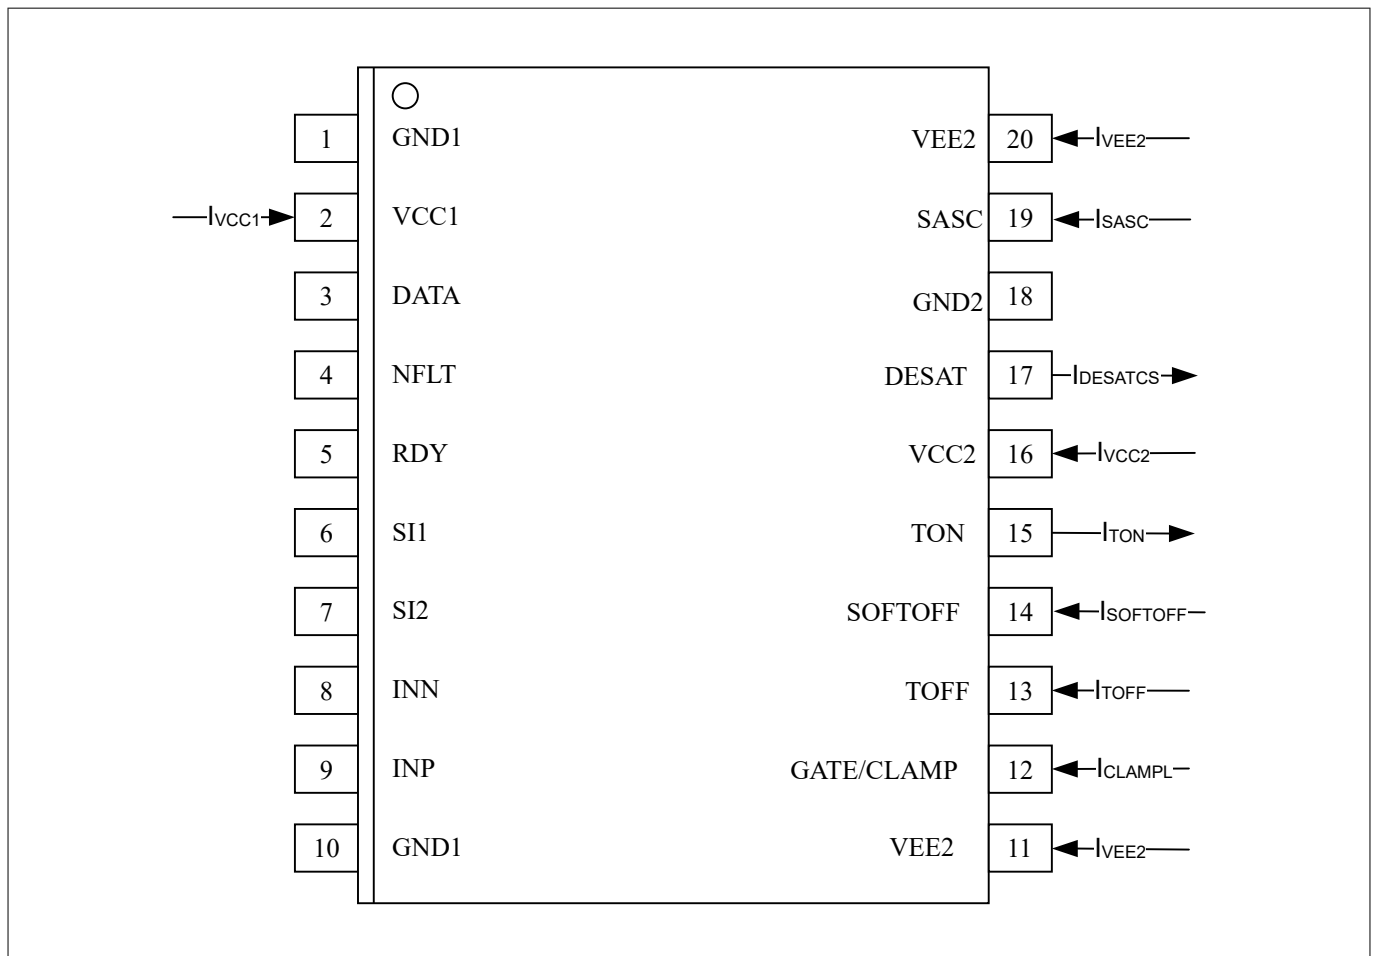 1 GND1 VEE2 20 IVEE2
IVCC1 2 VCC1 SASC 19 ISASC
3 DATA GND2 18
4 NFLT DESAT 17 IDESATCS
5 RDY VCC2 16 IVCC2
6 SI1 TON 15 ITON
7 SI2 SOFTOFF 14 ISOFTOFF
8 INN TOFF 13 ITOFF
9 INP GATE/CLAMP 12 ICLAMPL
10 GND1 VEE2 11 IVEE2